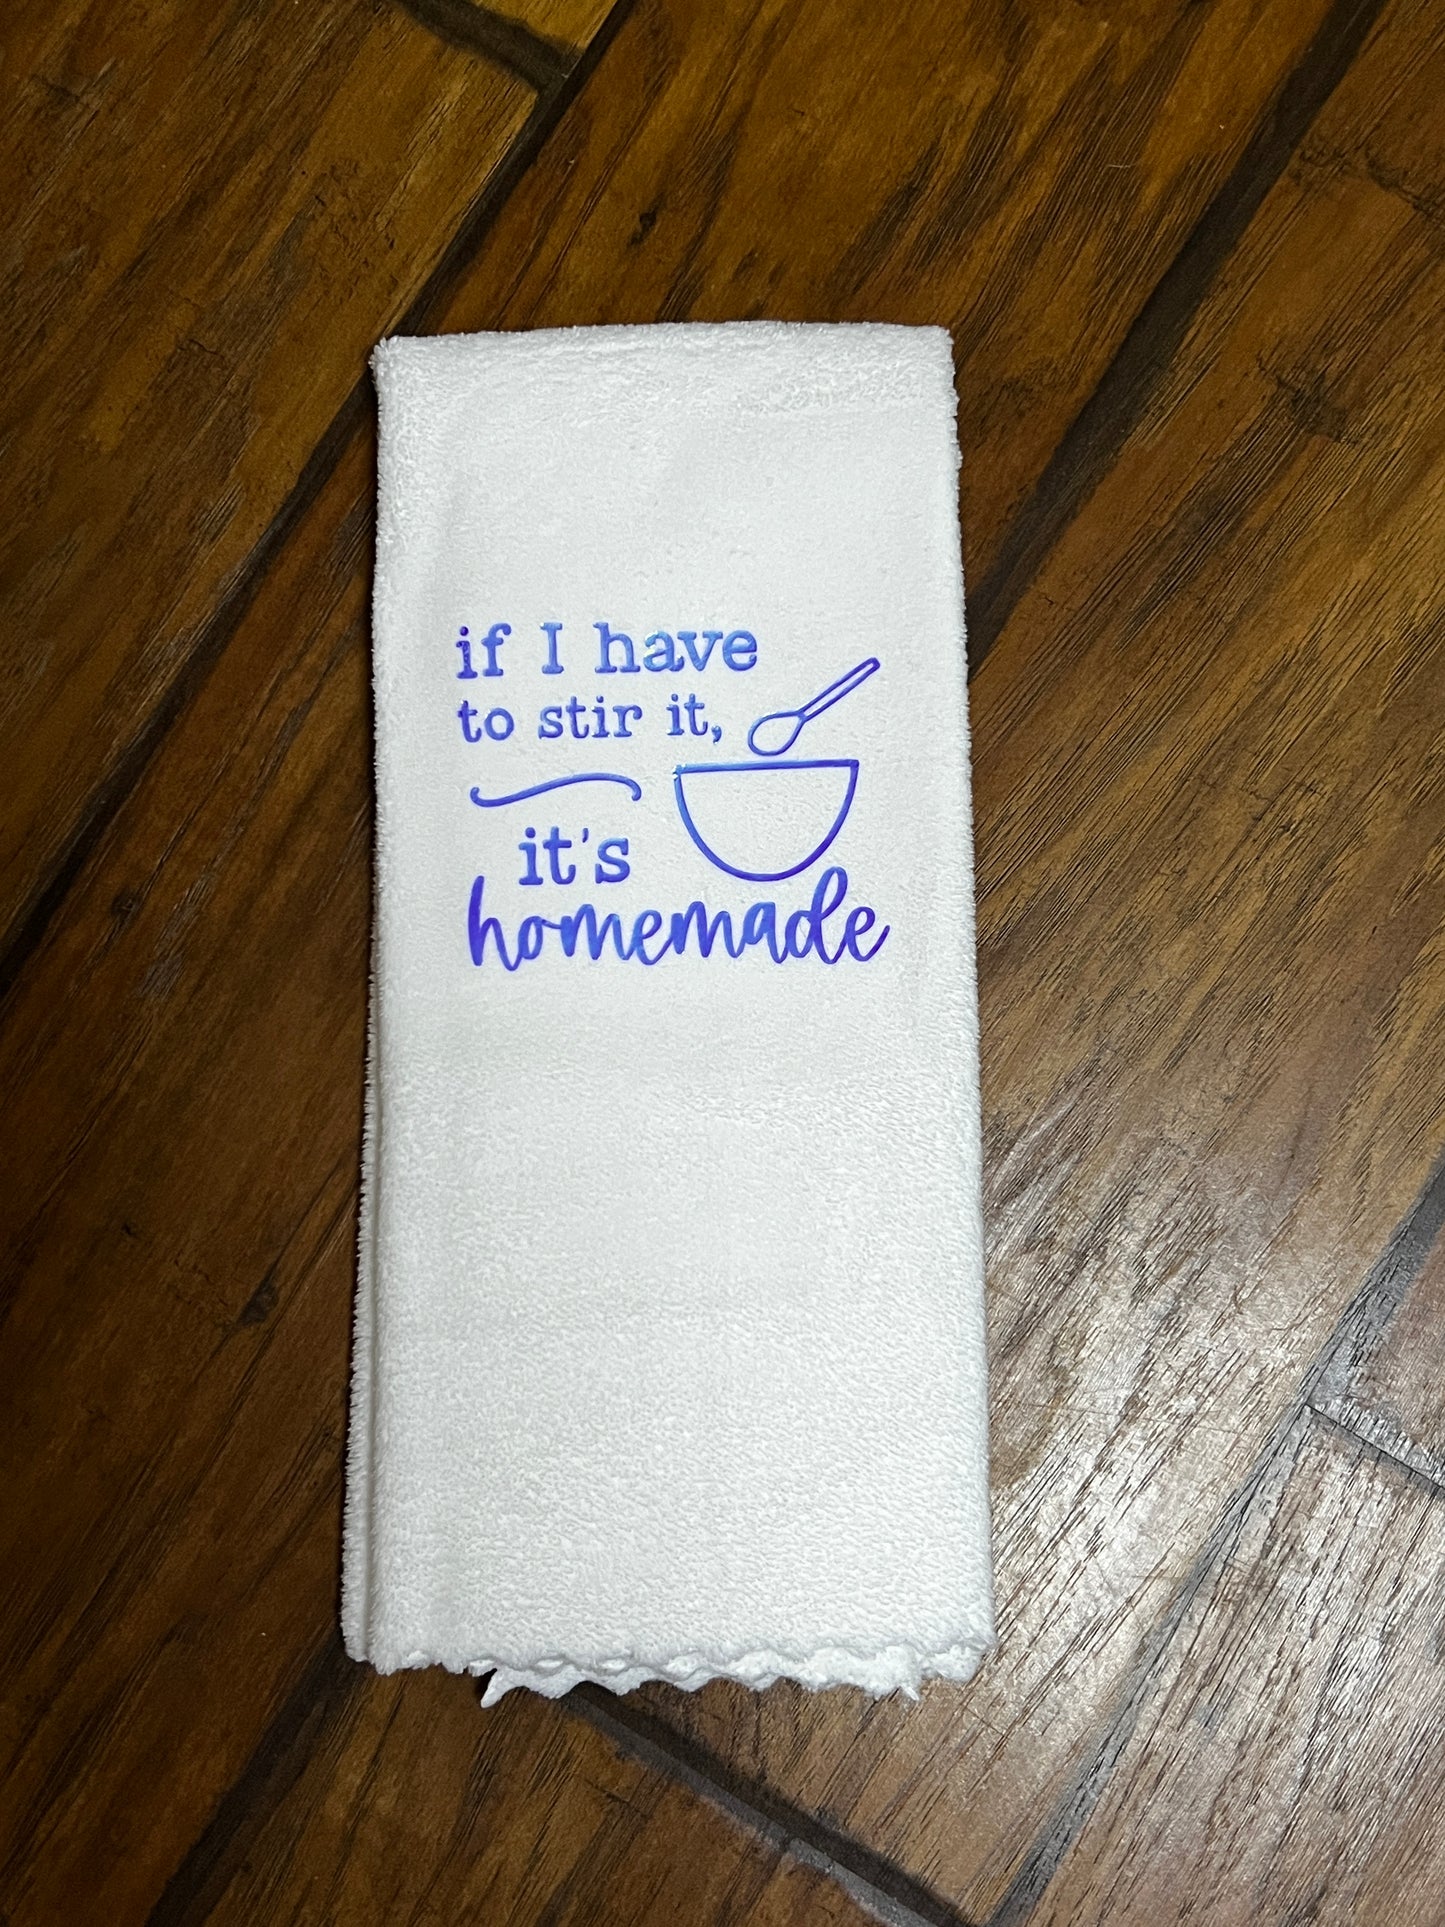 if I have
to stir it,
it's
homemade